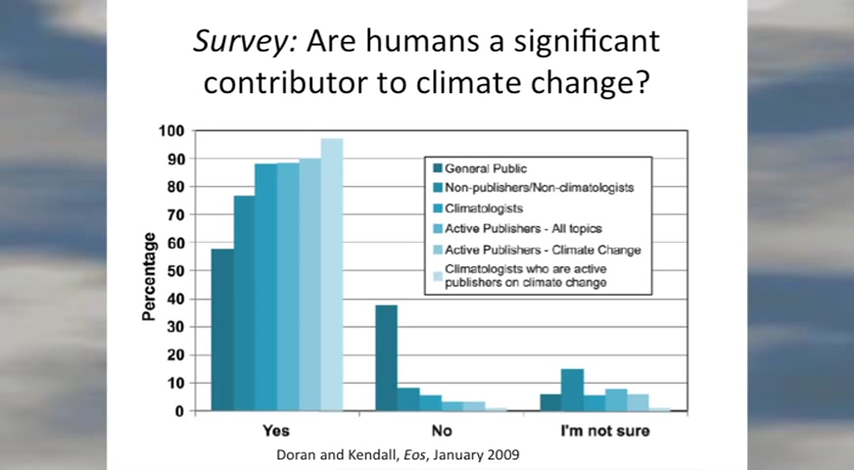 Survey: Are humans a significant
contributor to climate change?
100
90
80
70
60
50
40
30
20
10
0
Percentage
General Public
Non-publishers/Non-climatologists
Climatologists
Active Publishers - All topics
Active Publishers - Climate Change
Climatologists who are active
publishers on climate change
Yes
No
I'm not sure
Doran and Kendall, Eos, January 2009